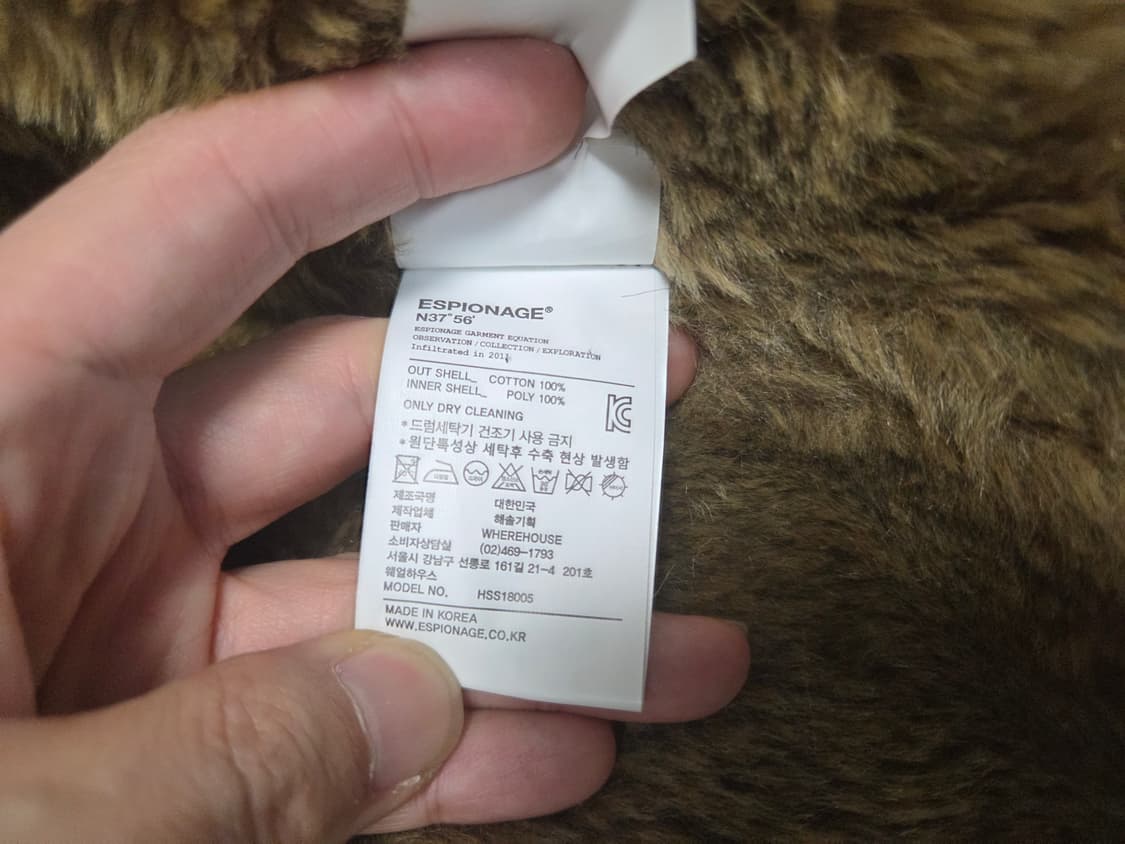 ESPIONAGE®
N37°56'
ESPIONAGE GARMENT EQUATION
OBSERVATION / COLLECTION / EXPLORATION
Infiltrated in
OUT SHELL_ COTTON 100%
INNER SHELL_ POLY 100%
ONLY DRY CLEANING
*드럼세탁기 건조기 사용 금지
*원단특성상 세탁후 수축 현상 발생함
제조국명 대한민국
제작업체 해솔기획
판매자 WHEREHOUSE
소비자상담실 (02)469-1793
서울시 강남구 선릉로 161길 21-4 201호
웨얼하우스
MODEL NO. HSS18005
MADE IN KOREA
WWW.ESPIONAGE.CO.KR